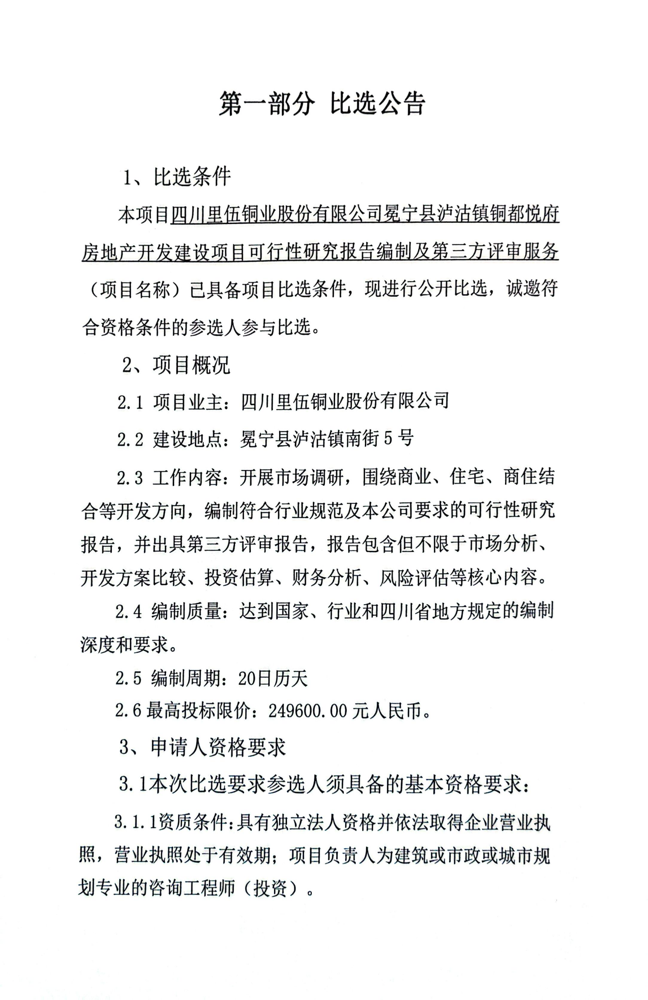 第一部分 比选公告
1、比选条件
本项目四川里伍铜业股份有限公司冕宁县泸沽镇铜都悦府
房地产开发建设项目可行性研究报告编制及第三方评审服务
（项目名称）已具备项目比选条件，现进行公开比选，诚邀符
合资格条件的参选人参与比选。
2、项目概况
2.1 项目业主：四川里伍铜业股份有限公司
2.2 建设地点：冕宁县泸沽镇南街 5 号
2.3 工作内容：开展市场调研，围绕商业、住宅、商住结
合等开发方向，编制符合行业规范及本公司要求的可行性研究
报告，并出具第三方评审报告，报告包含但不限于市场分析、
开发方案比较、投资估算、财务分析、风险评估等核心内容。
2.4 编制质量：达到国家、行业和四川省地方规定的编制
深度和要求。
2.5 编制周期：20日历天
2.6 最高投标限价：249600.00 元人民币。
3、申请人资格要求
3.1本次比选要求参选人须具备的基本资格要求：
3.1.1资质条件：具有独立法人资格并依法取得企业营业执
照，营业执照处于有效期；项目负责人为建筑或市政或城市规
划专业的咨询工程师（投资）。